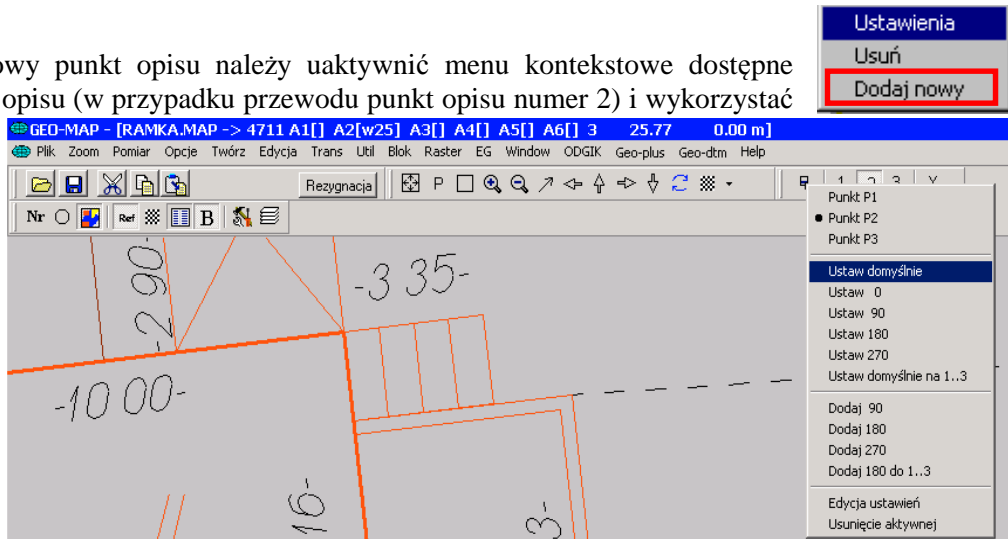 Ustawienia
Usuń
Dodaj nowy
owy punkt opisu należy uaktywnić menu kontekstowe dostępne
opisu (w przypadku przewodu punkt opisu numer 2) i wykorzystać
GEO-MAP - [RAMKA.MAP -> 4711 A1[] A2[w25] A3[] A4[] A5[] A6[] 3 25.77 0.00 m]
Plik Zoom Pomiar Opcje Twórz Edycja Trans Util Blok Raster EG Window ODGIK Geo-plus Geo-dtm Help
Rezygnacja P 1 2 3
Nr Ref B
Punkt P1
Punkt P2
Punkt P3
Ustaw domyślnie
Ustaw 0
Ustaw 90
Ustaw 180
Ustaw 270
Ustaw domyślnie na 1..3
Dodaj 90
Dodaj 180
Dodaj 270
Dodaj 180 do 1..3
Edycja ustawień
Usunięcie aktywnej
-2 90-
-3 35-
-10 00-
16-
3-